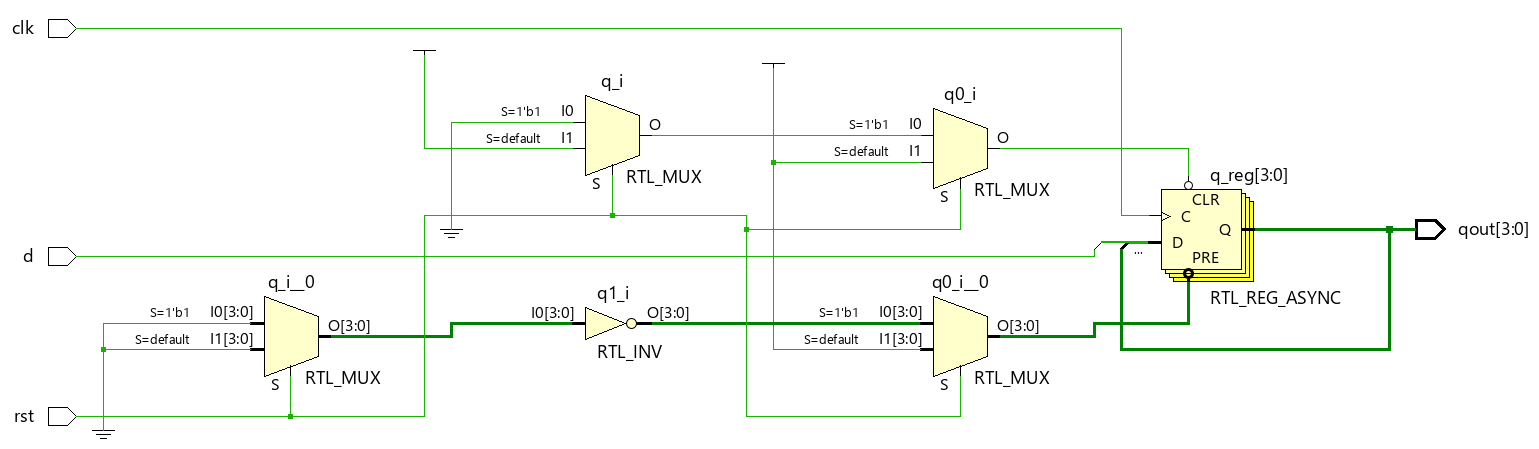 clk
q_i
S=1'b1 I0
S=default I1
O
S
RTL_MUX
q0_i
S=1'b1 I0
S=default I1
O
S
RTL_MUX
q_reg[3:0]
CLR
C
Q
D
...
PRE
RTL_REG_ASYNC
qout[3:0]
d
q_i__0
S=1'b1 I0[3:0]
S=default I1[3:0]
O[3:0]
S
RTL_MUX
q1_i
I0[3:0] O[3:0]
RTL_INV
q0_i__0
S=1'b1 I0[3:0]
S=default I1[3:0]
O[3:0]
S
RTL_MUX
rst